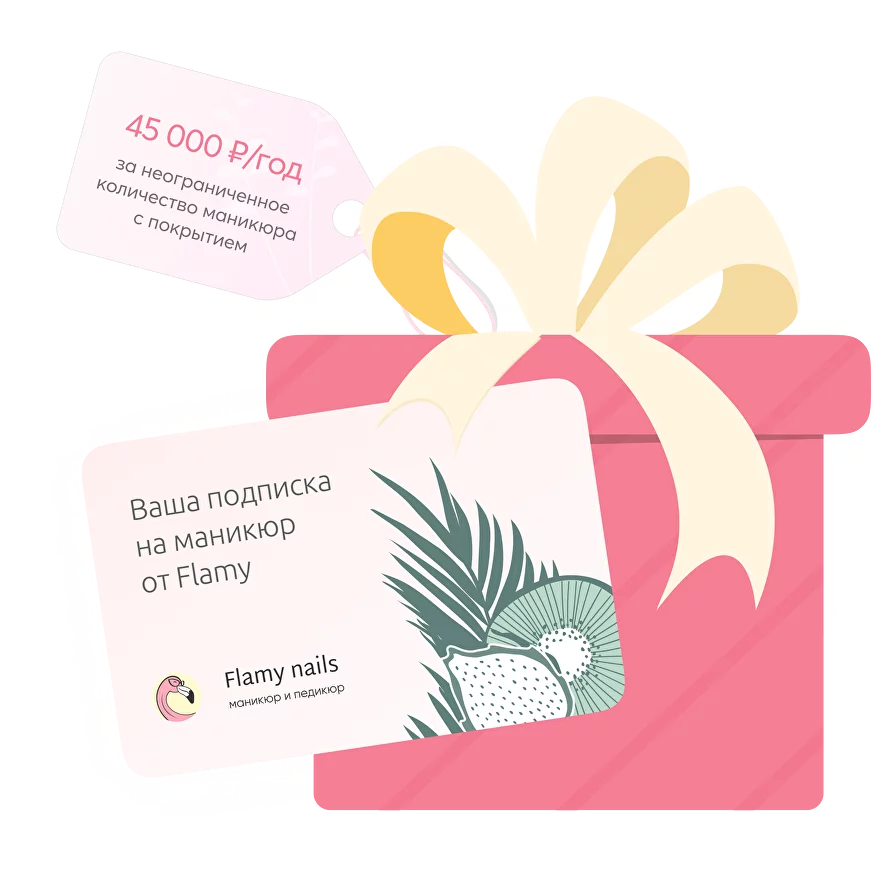 45 000 ₽/год
за неограниченное
количество маникюра
с покрытием
Ваша подписка
на маникюр
от Flamy
Flamy nails
маникюр и педикюр